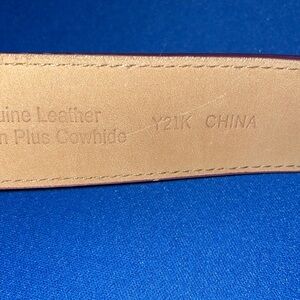 uine Leather
n Plus Cowhide
Y21K CHINA